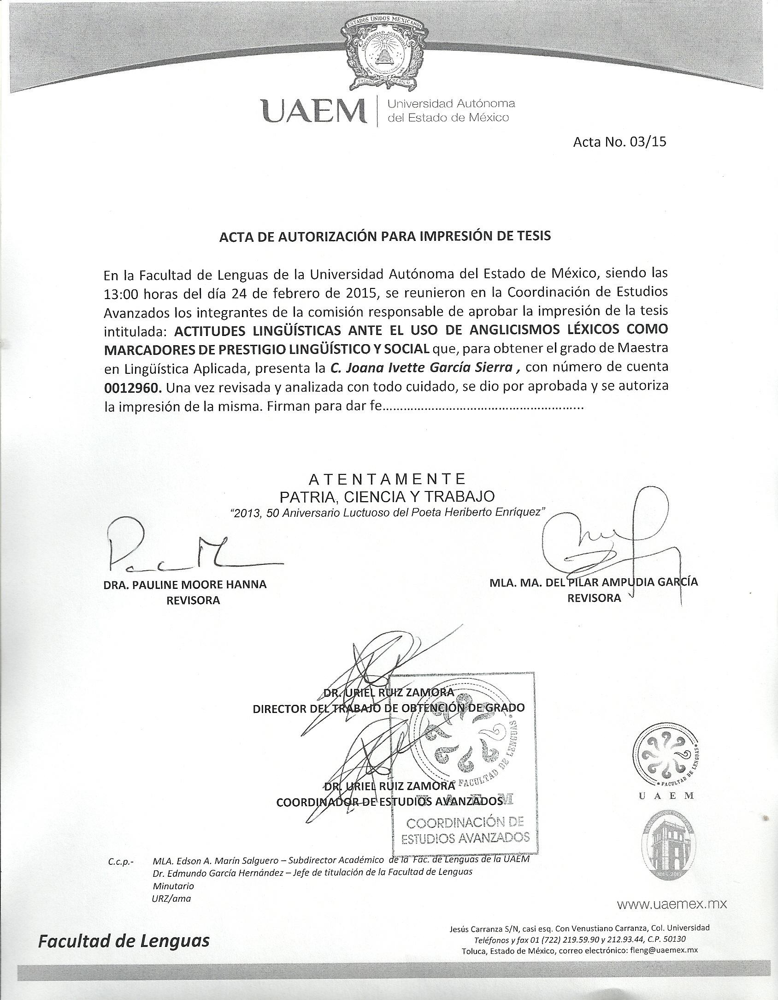 ESTADOS UNIDOS MEXICANOS
UNIVERSIDAD AUTONOMA
ESTADO MEXICO
UAEM
Universidad Autónoma
del Estado de México
Acta No. 03/15
ACTA DE AUTORIZACIÓN PARA IMPRESIÓN DE TESIS
En la Facultad de Lenguas de la Universidad Autónoma del Estado de México, siendo las
13:00 horas del día 24 de febrero de 2015, se reunieron en la Coordinación de Estudios
Avanzados los integrantes de la comisión responsable de aprobar la impresión de la tesis
intitulada: ACTITUDES LINGÜÍSTICAS ANTE EL USO DE ANGLICISMOS LÉXICOS COMO
MARCADORES DE PRESTIGIO LINGÜÍSTICO Y SOCIAL que, para obtener el grado de Maestra
en Lingüística Aplicada, presenta la C. Joana Ivette García Sierra , con número de cuenta
0012960. Una vez revisada y analizada con todo cuidado, se dio por aprobada y se autoriza
la impresión de la misma. Firman para dar fe..........................................................
A T E N T A M E N T E
PATRIA, CIENCIA Y TRABAJO
“2013, 50 Aniversario Luctuoso del Poeta Heriberto Enríquez”
DRA. PAULINE MOORE HANNA
REVISORA
MLA. MA. DEL PILAR AMPUDIA GARCÍA
REVISORA
DR. URIEL RUIZ ZAMORA
DIRECTOR DEL TRABAJO DE OBTENCIÓN DE GRADO
DR. URIEL RUIZ ZAMORA
COORDINADOR DE ESTUDIOS AVANZADOS
FACULTAD DE LENGUAS
U A E M
COORDINACIÓN DE
ESTUDIOS AVANZADOS
FACULTAD DE LENGUAS
U A E M
2013-2017
C.c.p.- MLA. Edson A. Marín Salguero – Subdirector Académico de la Fac. de Lenguas de la UAEM
Dr. Edmundo García Hernández – Jefe de titulación de la Facultad de Lenguas
Minutario
URZ/ama
www.uaemex.mx
Facultad de Lenguas
Jesús Carranza S/N, casi esq. Con Venustiano Carranza, Col. Universidad
Teléfonos y fax 01 (722) 219.59.90 y 212.93.44, C.P. 50130
Toluca, Estado de México, correo electrónico: fleng@uaemex.mx